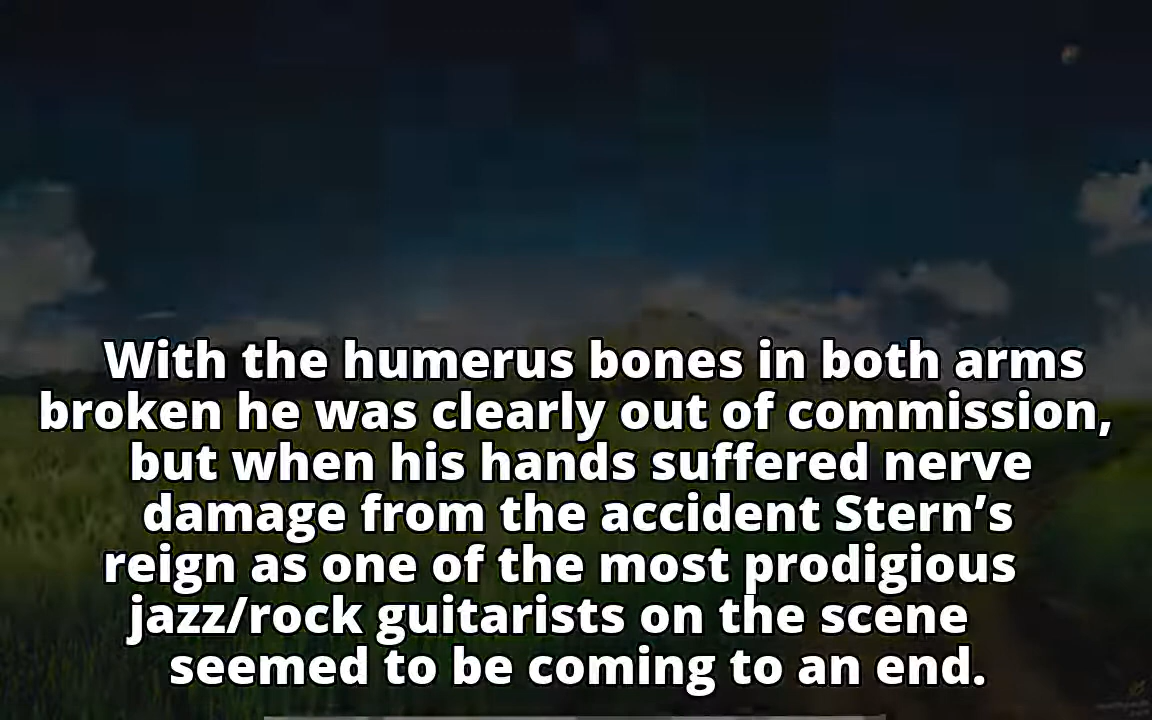 With the humerus bones in both arms
broken he was clearly out of commission,
but when his hands suffered nerve
damage from the accident Stern’s
reign as one of the most prodigious
jazz/rock guitarists on the scene
seemed to be coming to an end.